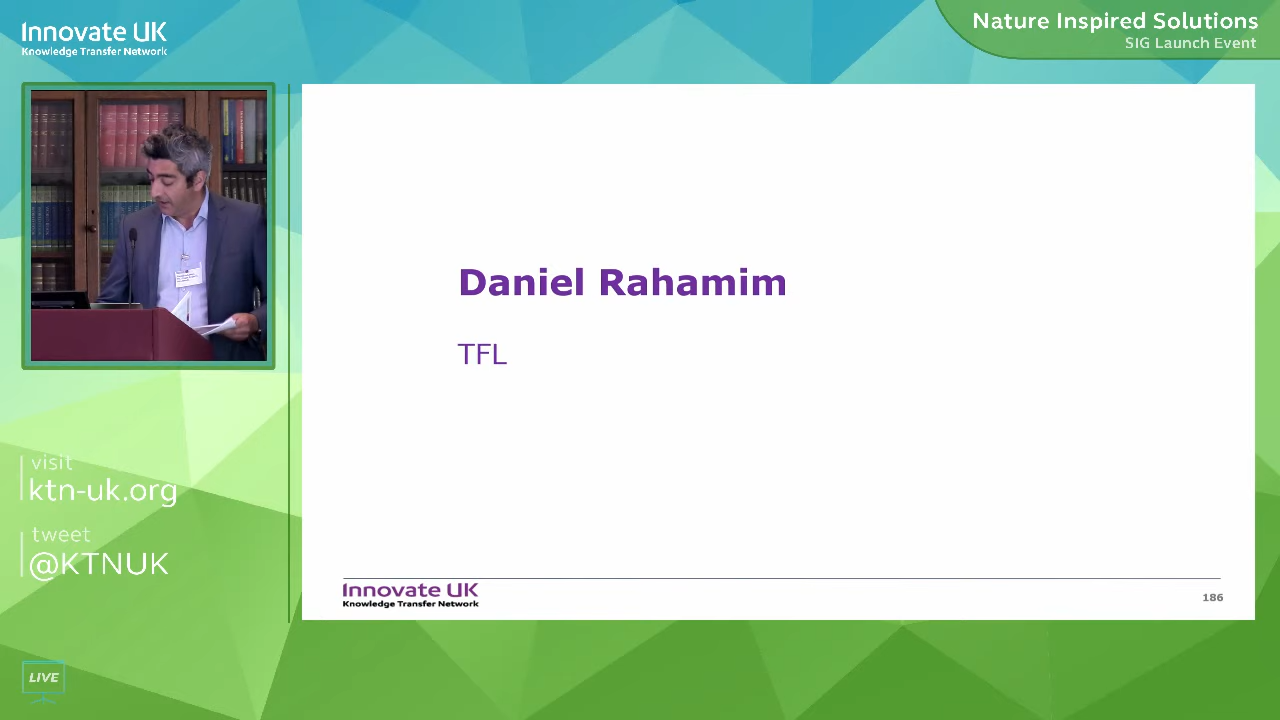 Innovate UK
Knowledge Transfer Network
Nature Inspired Solutions
SIG Launch Event
Daniel Rahamim
TFL
visit
ktn-uk.org
tweet
@KTNUK
Innovate UK
Knowledge Transfer Network
186
LIVE